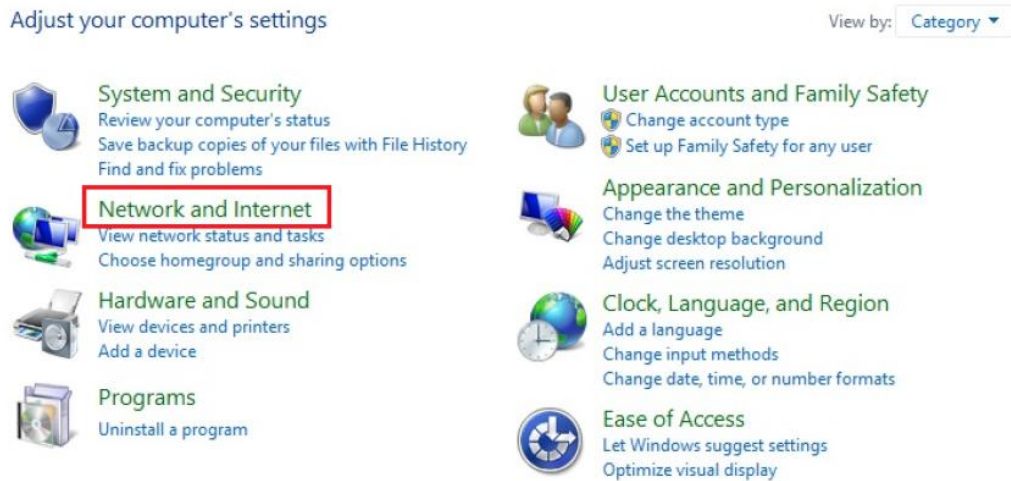 Adjust your computer's settings
View by: Category
System and Security
Review your computer's status
Save backup copies of your files with File History
Find and fix problems
Network and Internet
View network status and tasks
Choose homegroup and sharing options
Hardware and Sound
View devices and printers
Add a device
Programs
Uninstall a program
User Accounts and Family Safety
Change account type
Set up Family Safety for any user
Appearance and Personalization
Change the theme
Change desktop background
Adjust screen resolution
Clock, Language, and Region
Add a language
Change input methods
Change date, time, or number formats
Ease of Access
Let Windows suggest settings
Optimize visual display